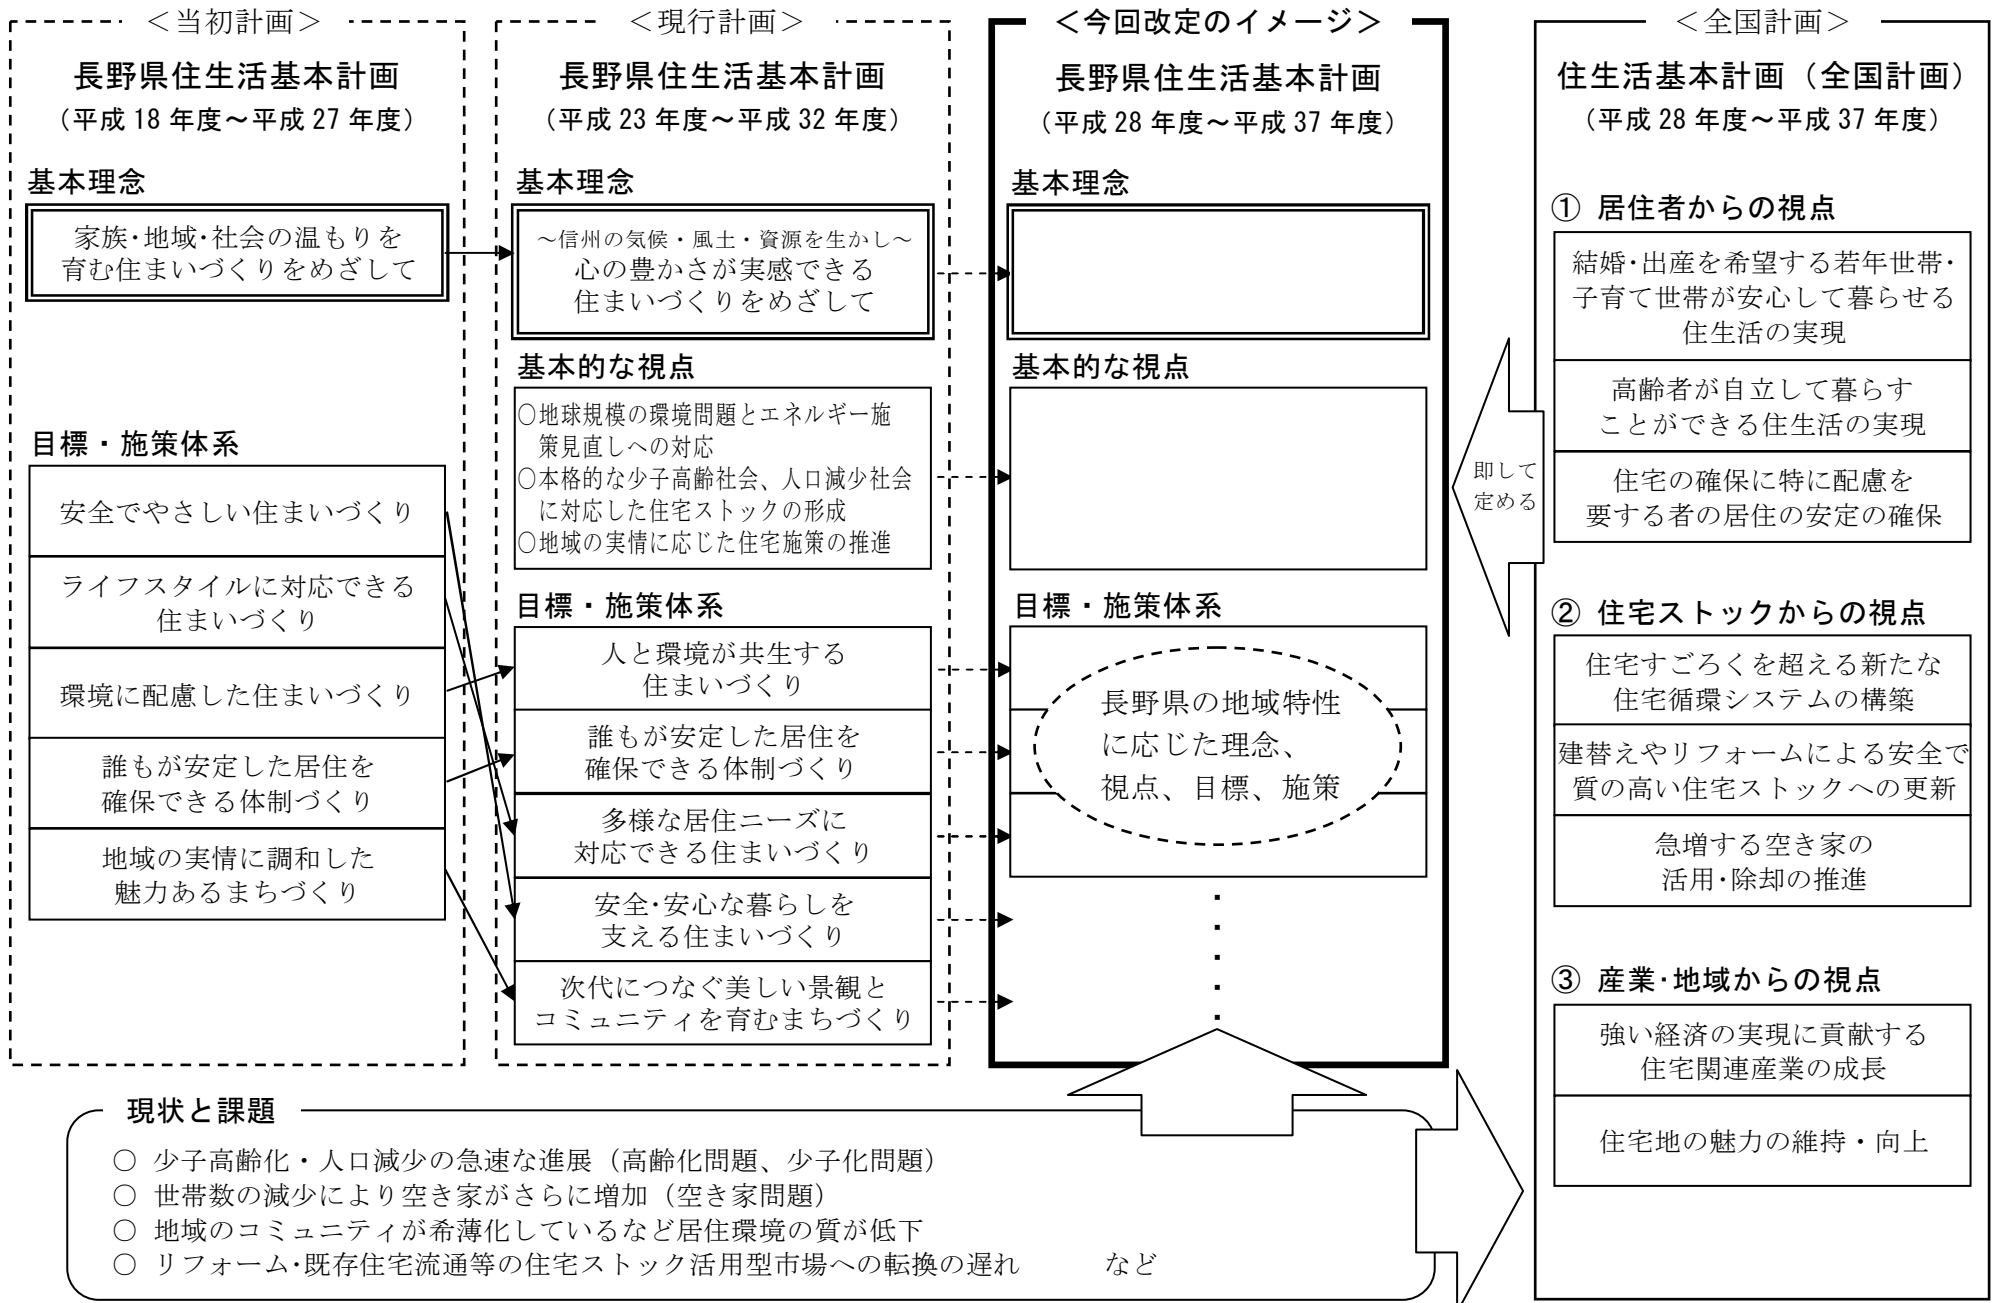 ＜当初計画＞
長野県住生活基本計画
（平成 18 年度～平成 27 年度）
基本理念
家族･地域･社会の温もりを
育む住まいづくりをめざして
目標・施策体系
安全でやさしい住まいづくり
ライフスタイルに対応できる
住まいづくり
環境に配慮した住まいづくり
誰もが安定した居住を
確保できる体制づくり
地域の実情に調和した
魅力あるまちづくり
＜現行計画＞
長野県住生活基本計画
（平成 23 年度～平成 32 年度）
基本理念
～信州の気候・風土・資源を生かし～
心の豊かさが実感できる
住まいづくりをめざして
基本的な視点
○地球規模の環境問題とエネルギー施
策見直しへの対応
○本格的な少子高齢社会、人口減少社会
に対応した住宅ストックの形成
○地域の実情に応じた住宅施策の推進
目標・施策体系
人と環境が共生する
住まいづくり
誰もが安定した居住を
確保できる体制づくり
多様な居住ニーズに
対応できる住まいづくり
安全･安心な暮らしを
支える住まいづくり
次代につなぐ美しい景観と
コミュニティを育むまちづくり
＜今回改定のイメージ＞
長野県住生活基本計画
（平成 28 年度～平成 37 年度）
基本理念
基本的な視点
目標・施策体系
長野県の地域特性
に応じた理念、
視点、目標、施策
即して
定める
＜全国計画＞
住生活基本計画（全国計画）
（平成 28 年度～平成 37 年度）
① 居住者からの視点
結婚･出産を希望する若年世帯･
子育て世帯が安心して暮らせる
住生活の実現
高齢者が自立して暮らす
ことができる住生活の実現
住宅の確保に特に配慮を
要する者の居住の安定の確保
② 住宅ストックからの視点
住宅すごろくを超える新たな
住宅循環システムの構築
建替えやリフォームによる安全で
質の高い住宅ストックへの更新
急増する空き家の
活用･除却の推進
③ 産業･地域からの視点
強い経済の実現に貢献する
住宅関連産業の成長
住宅地の魅力の維持・向上
現状と課題
○ 少子高齢化・人口減少の急速な進展（高齢化問題、少子化問題）
○ 世帯数の減少により空き家がさらに増加（空き家問題）
○ 地域のコミュニティが希薄化しているなど居住環境の質が低下
○ リフォーム･既存住宅流通等の住宅ストック活用型市場への転換の遅れ　　など